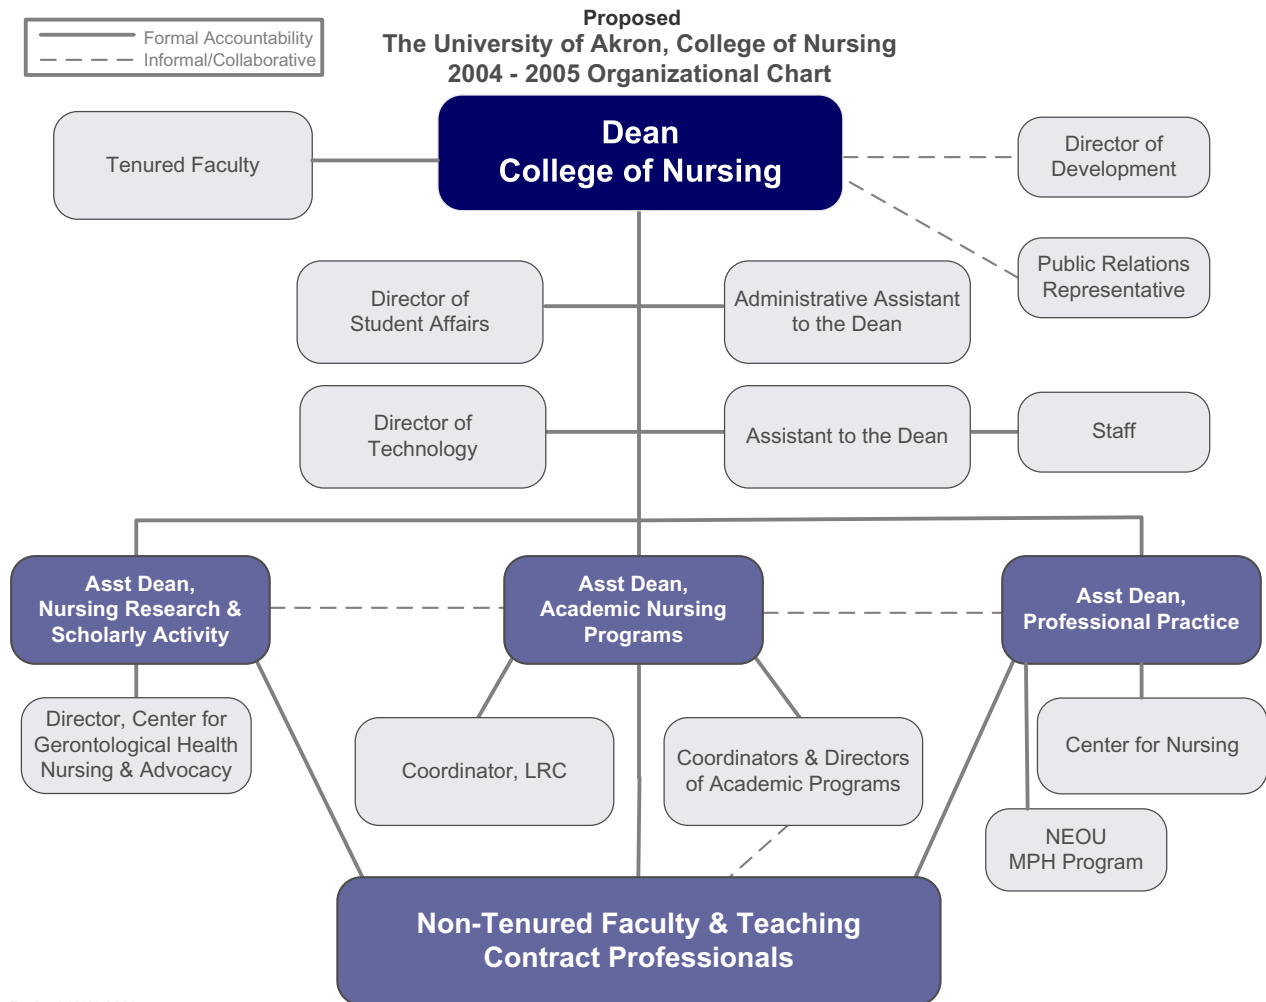 Proposed
The University of Akron, College of Nursing
2004 - 2005 Organizational Chart
Formal Accountability
Informal/Collaborative
Dean
College of Nursing
Tenured Faculty
Director of
Development
Public Relations
Representative
Director of
Student Affairs
Administrative Assistant
to the Dean
Director of
Technology
Assistant to the Dean
Staff
Asst Dean,
Nursing Research &
Scholarly Activity
Asst Dean,
Academic Nursing
Programs
Asst Dean,
Professional Practice
Director, Center for
Gerontological Health
Nursing & Advocacy
Coordinator, LRC
Coordinators & Directors
of Academic Programs
Center for Nursing
NEOU
MPH Program
Non-Tenured Faculty & Teaching
Contract Professionals